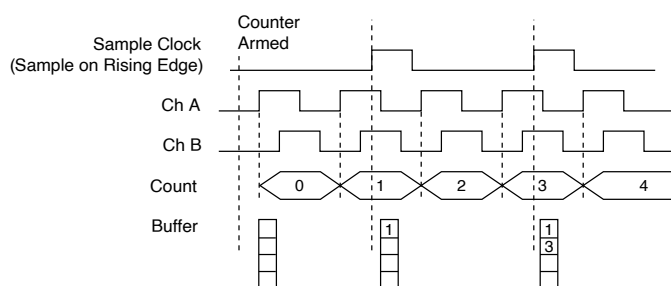 Counter
Armed
Sample Clock
(Sample on Rising Edge)
Ch A
Ch B
Count 0 1 2 3 4
Buffer 1 1
3